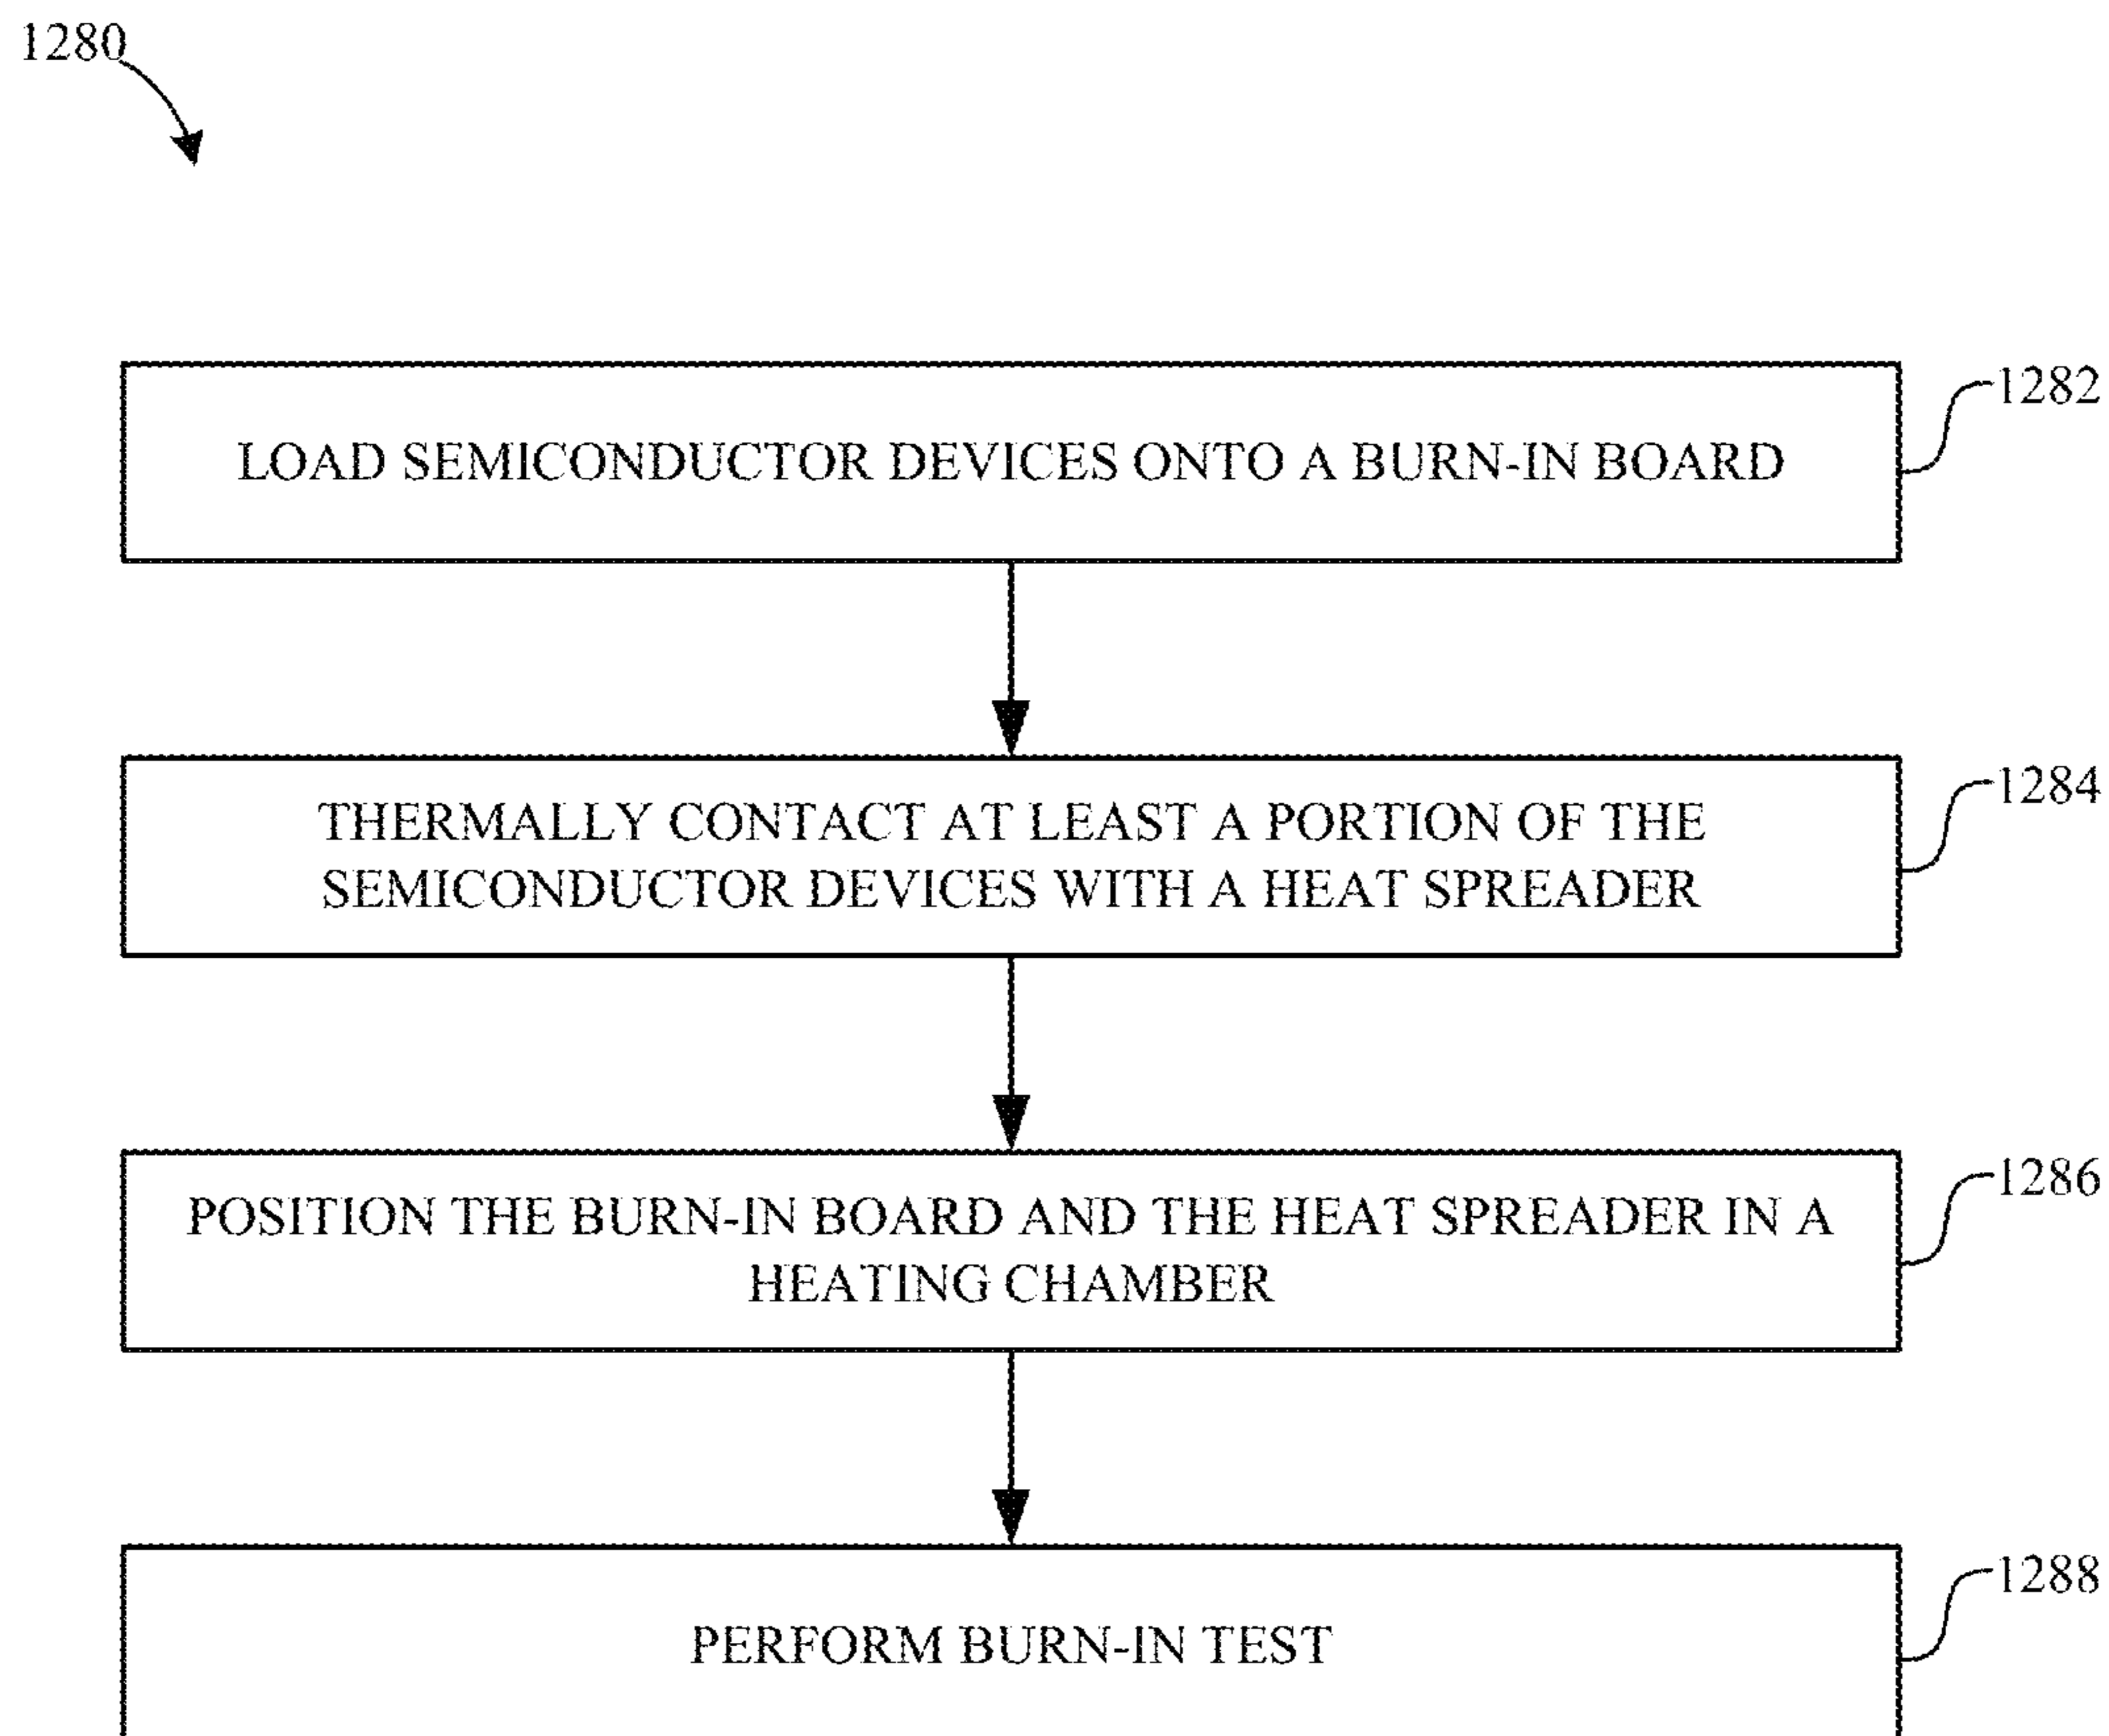 1280
LOAD SEMICONDUCTOR DEVICES ONTO A BURN-IN BOARD
1282
THERMALLY CONTACT AT LEAST A PORTION OF THE
SEMICONDUCTOR DEVICES WITH A HEAT SPREADER
1284
POSITION THE BURN-IN BOARD AND THE HEAT SPREADER IN A
HEATING CHAMBER
1286
PERFORM BURN-IN TEST
1288